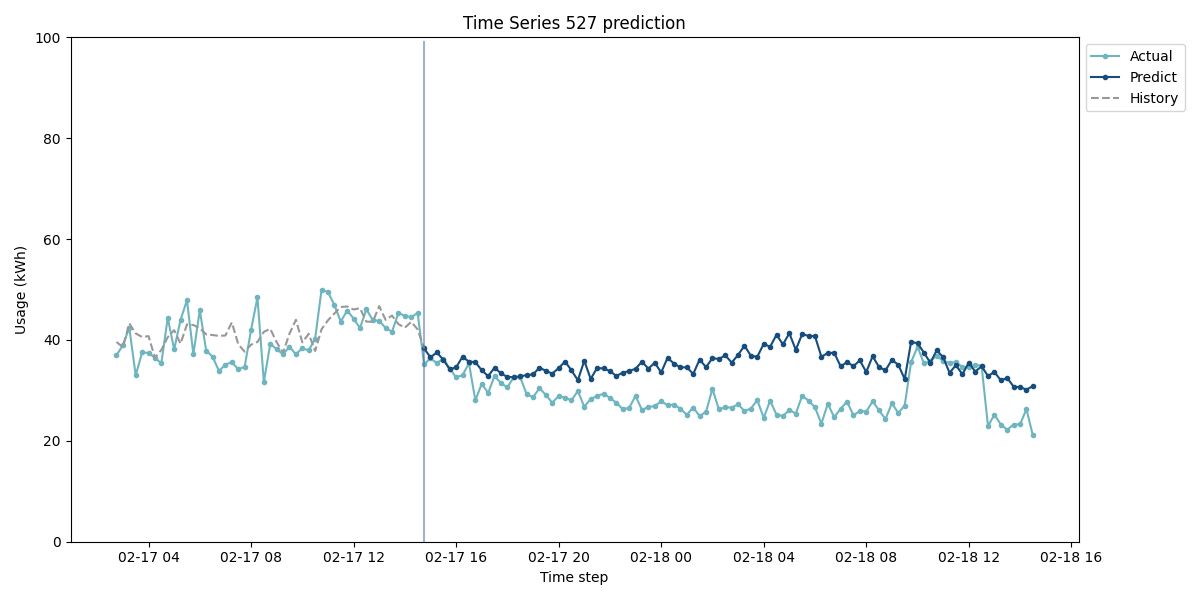 Time Series 527 prediction
100
80
60
40
20
0
Usage (kWh)
02-17 04
02-17 08
02-17 12
02-17 16
02-17 20
02-18 00
02-18 04
02-18 08
02-18 12
02-18 16
Time step
Actual
Predict
History